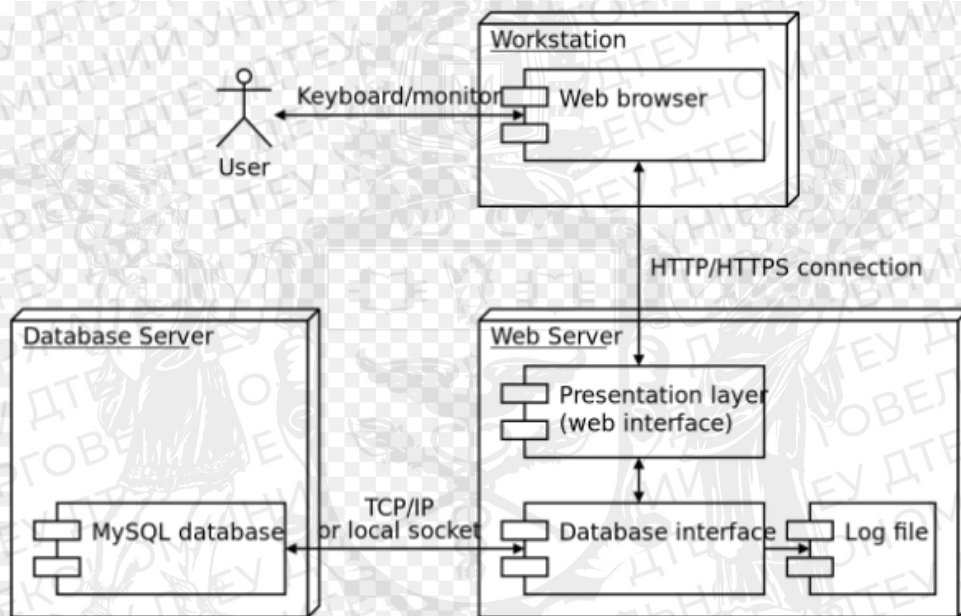 Workstation
Keyboard/monitor
Web browser
User
HTTP/HTTPS connection
Database Server
Web Server
Presentation layer
(web interface)
TCP/IP
or local socket
MySQL database
Database interface
Log file